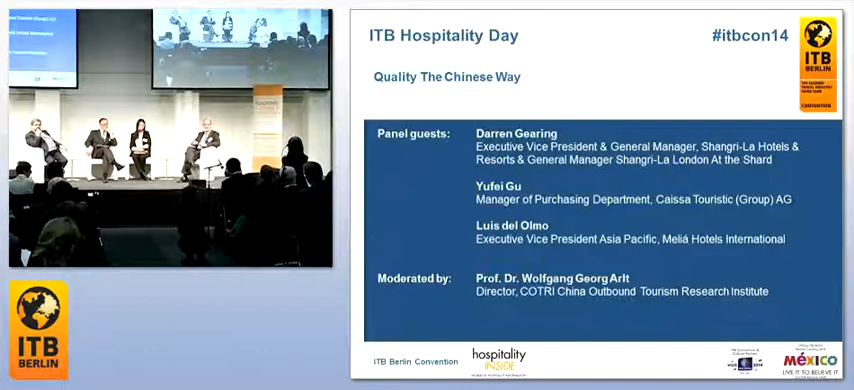 ITB Hospitality Day
#itbcon14
ITB
BERLIN
CONVENTION
Quality The Chinese Way
Panel guests:
Darren Gearing
Executive Vice President & General Manager, Shangri-La Hotels &
Resorts & General Manager Shangri-La London At the Shard
Yufei Gu
Manager of Purchasing Department, Caissa Touristic (Group) AG
Luis del Olmo
Executive Vice President Asia Pacific, Meliá Hotels International
Moderated by:
Prof. Dr. Wolfgang Georg Arlt
Director, COTRI China Outbound Tourism Research Institute
ITB
BERLIN
ITB Berlin Convention
hospitality
INSIDE
MÉXICO
LIVE IT TO BELIEVE IT